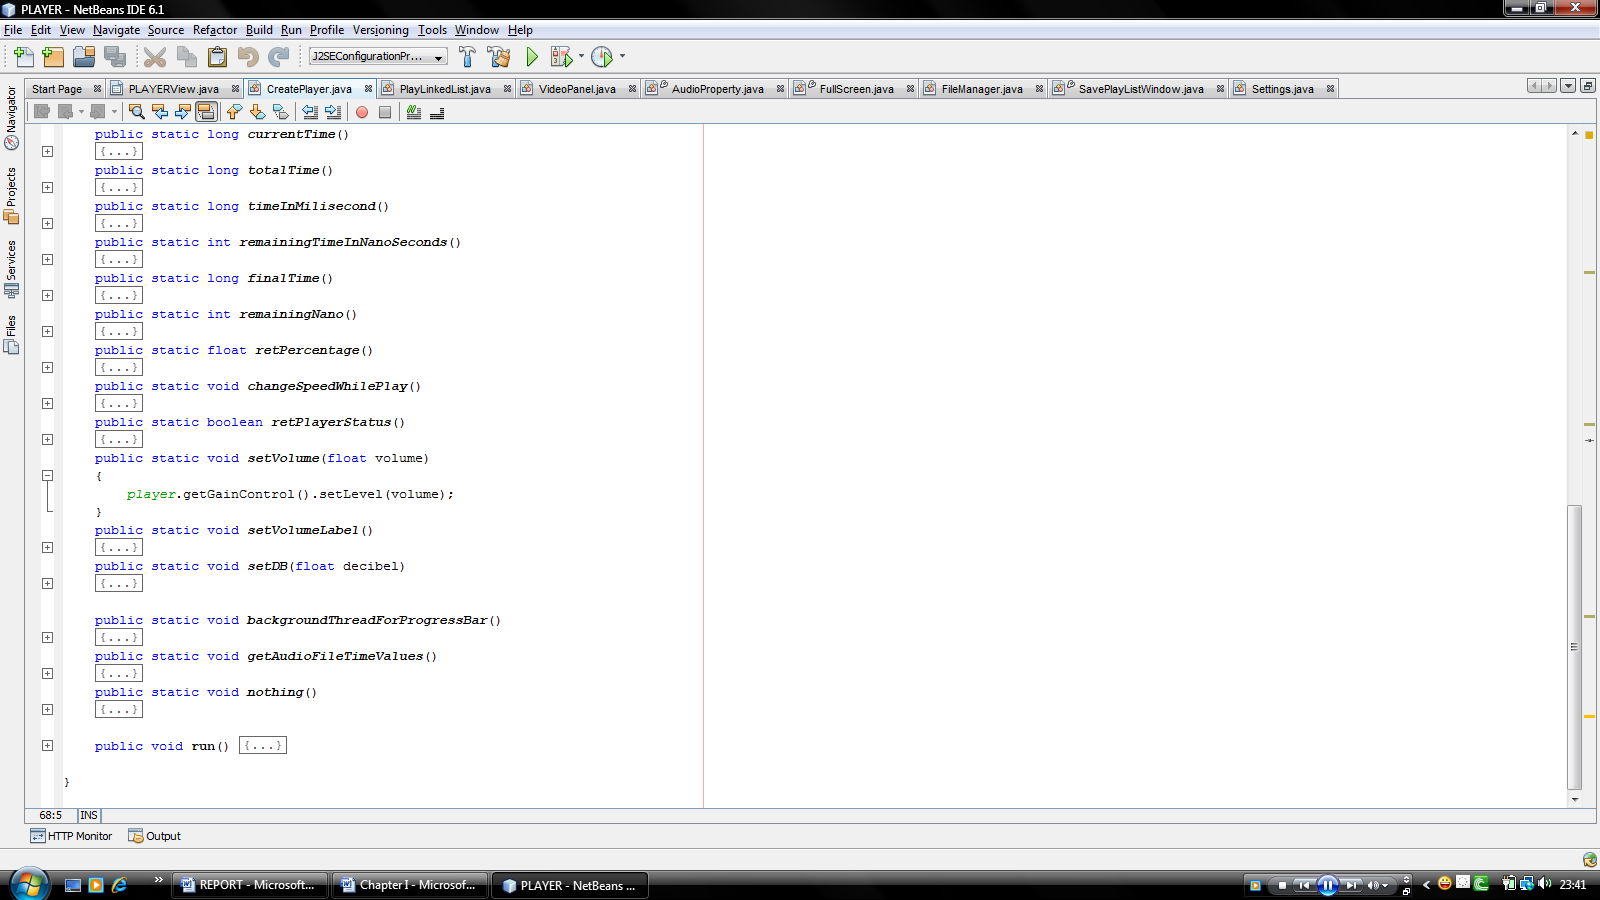 PLAYER - NetBeans IDE 6.1
File Edit View Navigate Source Refactor Build Run Profile Versioning Tools Window Help
J2SEConfigurationPr...
Start Page PLAYERView.java CreatePlayer.java PlayLinkedList.java VideoPanel.java AudioProperty.java FullScreen.java FileManager.java SavePlayListWindow.java Settings.java
Navigator
Projects
Services
Files
public static long currentTime()
{...}
public static long totalTime()
{...}
public static long timeInMilisecond()
{...}
public static int remainingTimeInNanoSeconds()
{...}
public static long finalTime()
{...}
public static int remainingNano()
{...}
public static float retPercentage()
{...}
public static void changeSpeedWhilePlay()
{...}
public static boolean retPlayerStatus()
{...}
public static void setVolume(float volume)
{
player.getGainControl().setLevel(volume);
}
public static void setVolumeLabel()
{...}
public static void setDB(float decibel)
{...}
public static void backgroundThreadForProgressBar()
{...}
public static void getAudioFileTimeValues()
{...}
public static void nothing()
{...}
public void run() {...}
}
68:5 INS
HTTP Monitor Output
REPORT - Microsoft... Chapter I - Microsof... PLAYER - NetBeans ... 23:41